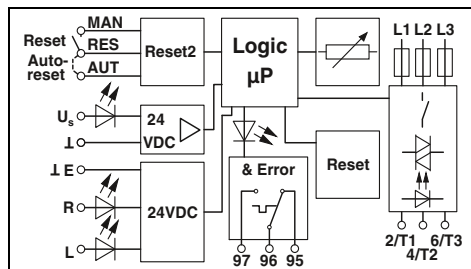 MAN
Reset RES
Auto-
reset AUT
Reset2
Logic
µP
L1 L2 L3
Us
⊥
24
VDC
⊥ E
R
L
24VDC
& Error
97 96 95
Reset
2/T1 6/T3
4/T2